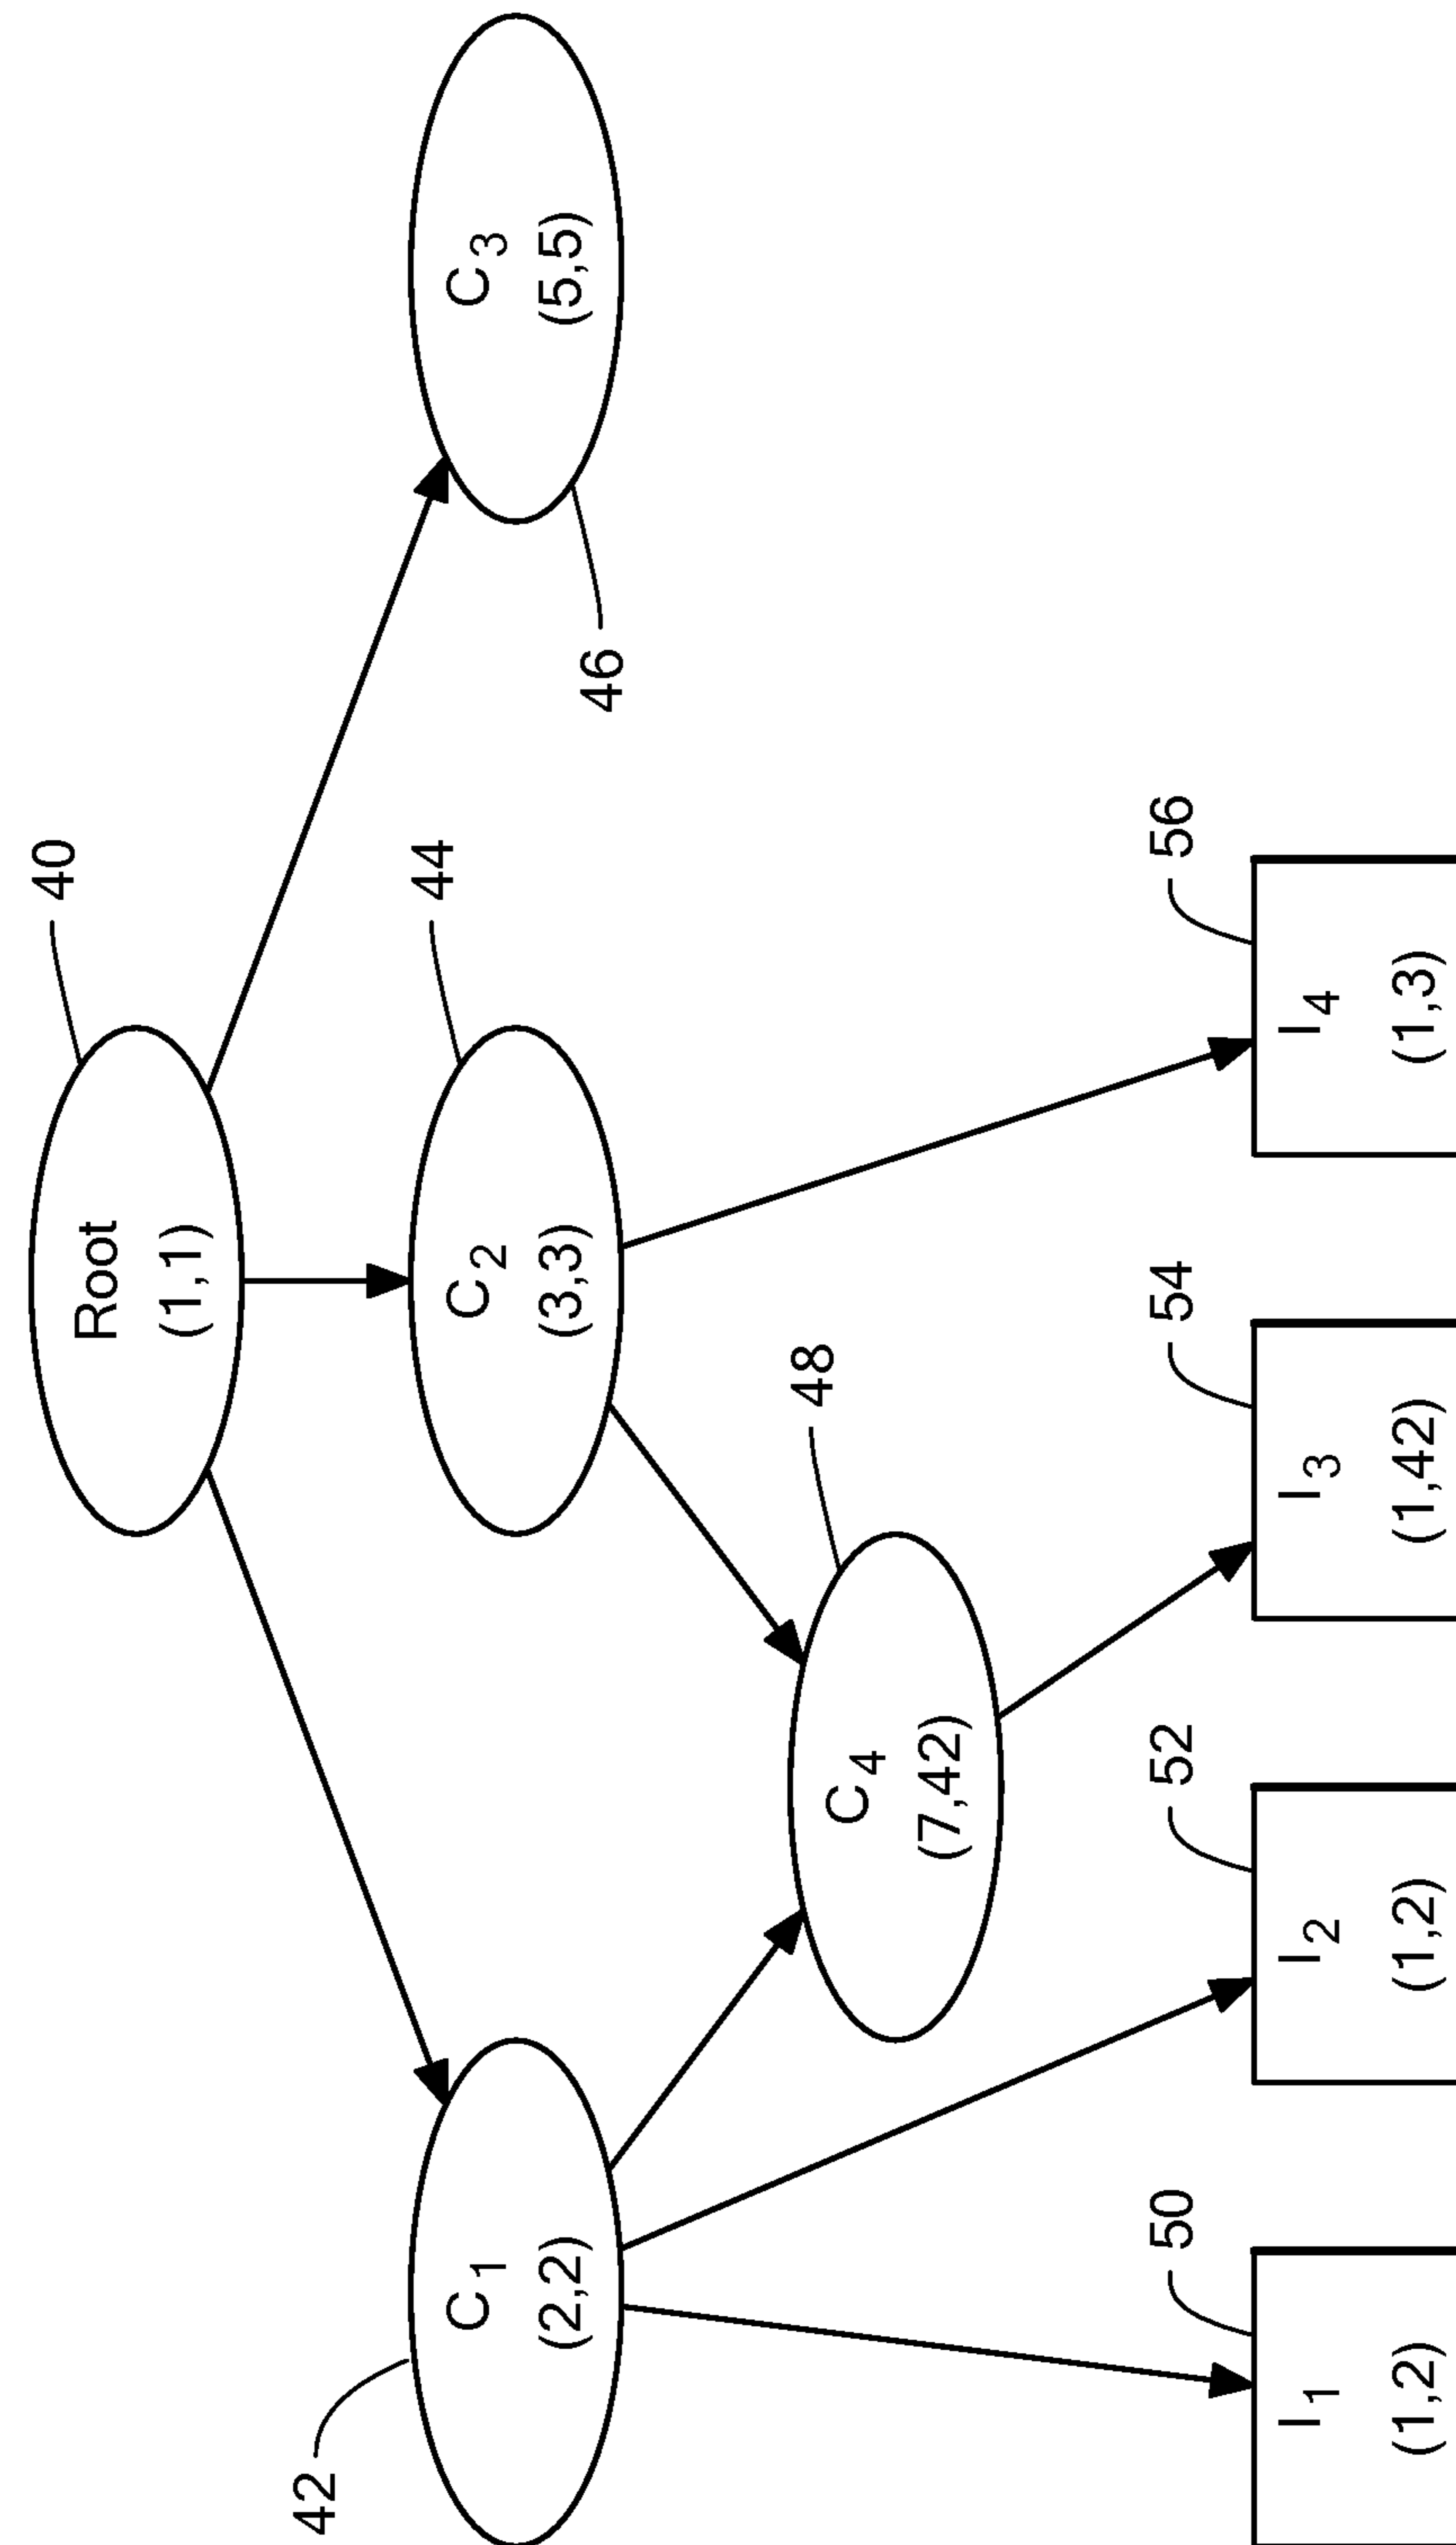 40
Root
(1,1)
42
C1
(2,2)
44
C2
(3,3)
46
C3
(5,5)
48
C4
(7,42)
50
I1
(1,2)
52
I2
(1,2)
54
I3
(1,42)
56
I4
(1,3)